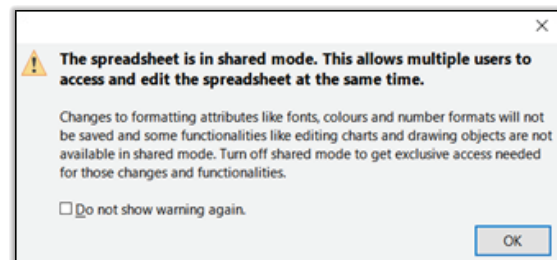 The spreadsheet is in shared mode. This allows multiple users to
access and edit the spreadsheet at the same time.
Changes to formatting attributes like fonts, colours and number formats will not
be saved and some functionalities like editing charts and drawing objects are not
available in shared mode. Turn off shared mode to get exclusive access needed
for those changes and functionalities.
Do not show warning again.
OK